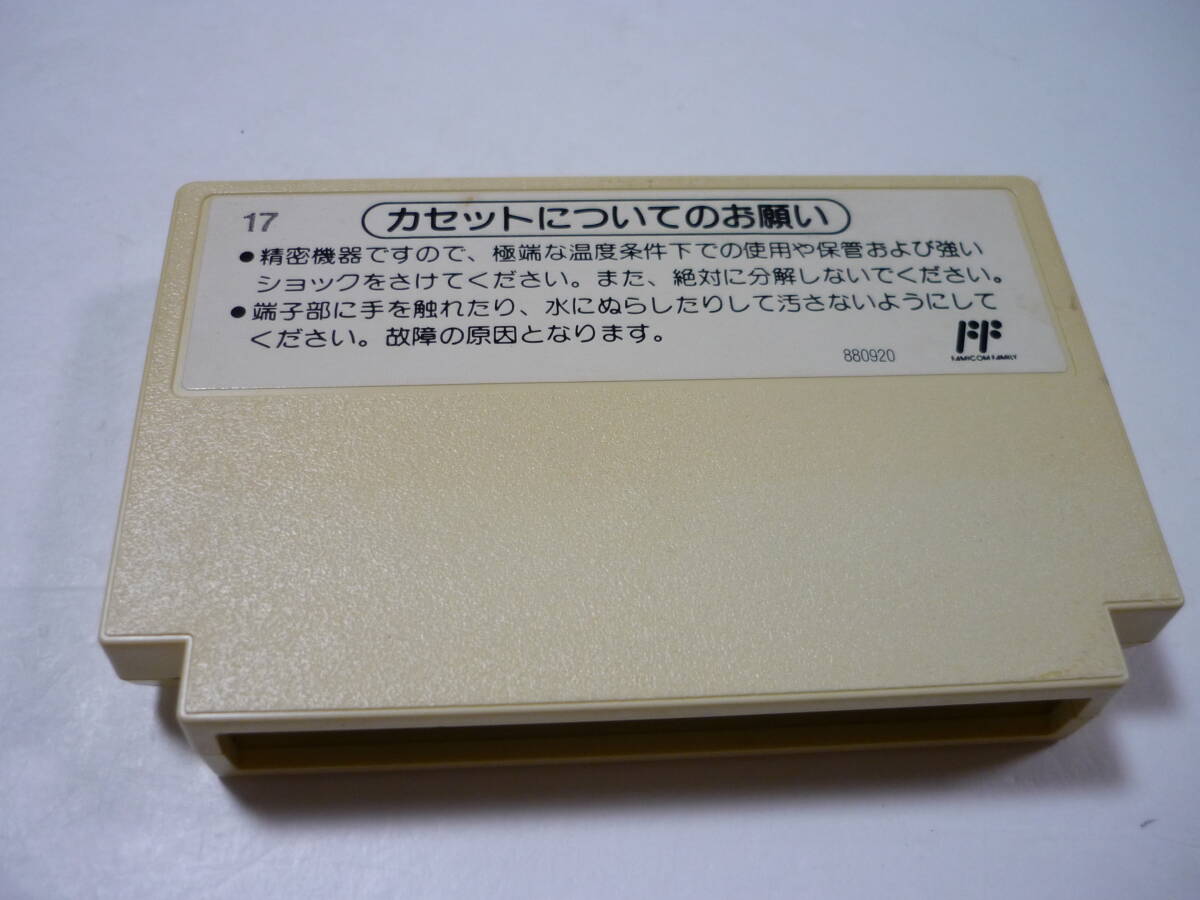 17
カセットについてのお願い
●精密機器ですので、極端な温度条件下での使用や保管および強い
ショックをさけてください。また、絶対に分解しないでください。
●端子部に手を触れたり、水にぬらしたりして汚さないようにして
ください。故障の原因となります。
880920
FF
FAMICOM FAMILY